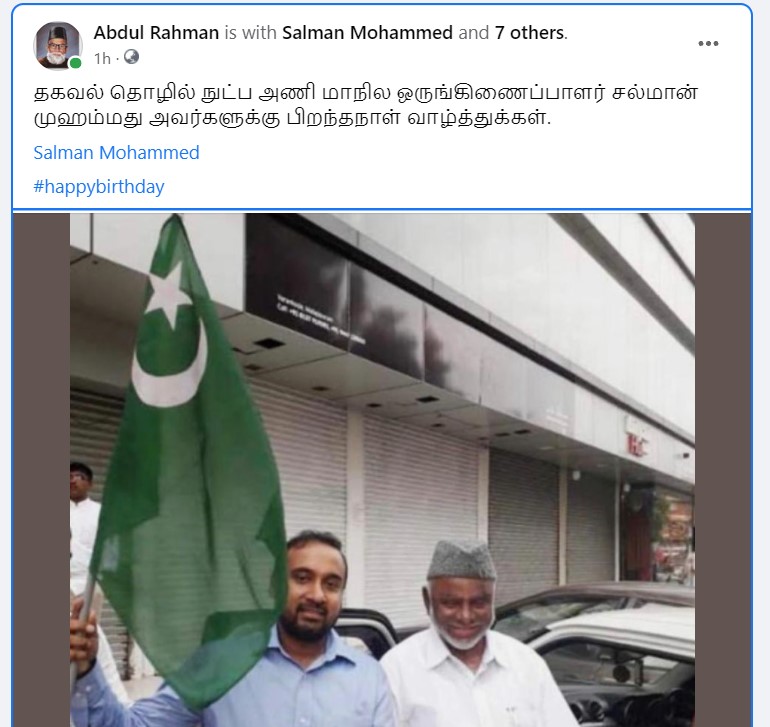 Abdul Rahman is with Salman Mohammed and 7 others.
1h ·
தகவல் தொழில் நுட்ப அணி மாநில ஒருங்கிணைப்பாளர் சல்மான்
முஹம்மது அவர்களுக்கு பிறந்தநாள் வாழ்த்துக்கள்.
Salman Mohammed
#happybirthday